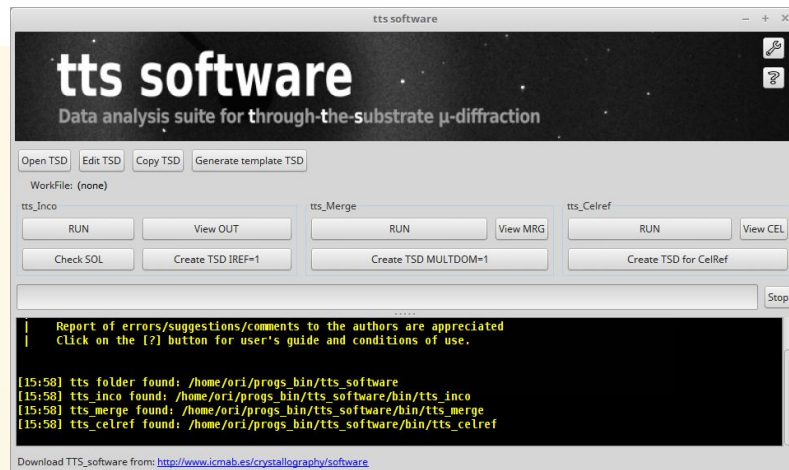 tts software
tts software
Data analysis suite for through-the-substrate μ-diffraction
Open TSD Edit TSD Copy TSD Generate template TSD
WorkFile: (none)
tts_Inco tts_Merge tts_Celref
RUN View OUT RUN View MRG RUN View CEL
Check SOL Create TSD IREF=1 Create TSD MULTDOM=1 Create TSD for CelRef
Stop
| Report of errors/suggestions/comments to the authors are appreciated
| Click on the [?] button for user's guide and conditions of use.
[15:58] tts folder found: /home/ori/progs_bin/tts_software
[15:58] tts_inco found: /home/ori/progs_bin/tts_software/bin/tts_inco
[15:58] tts_merge found: /home/ori/progs_bin/tts_software/bin/tts_merge
[15:58] tts_celref found: /home/ori/progs_bin/tts_software/bin/tts_celref
Download TTS_software from: http://www.icmab.es/crystallography/software